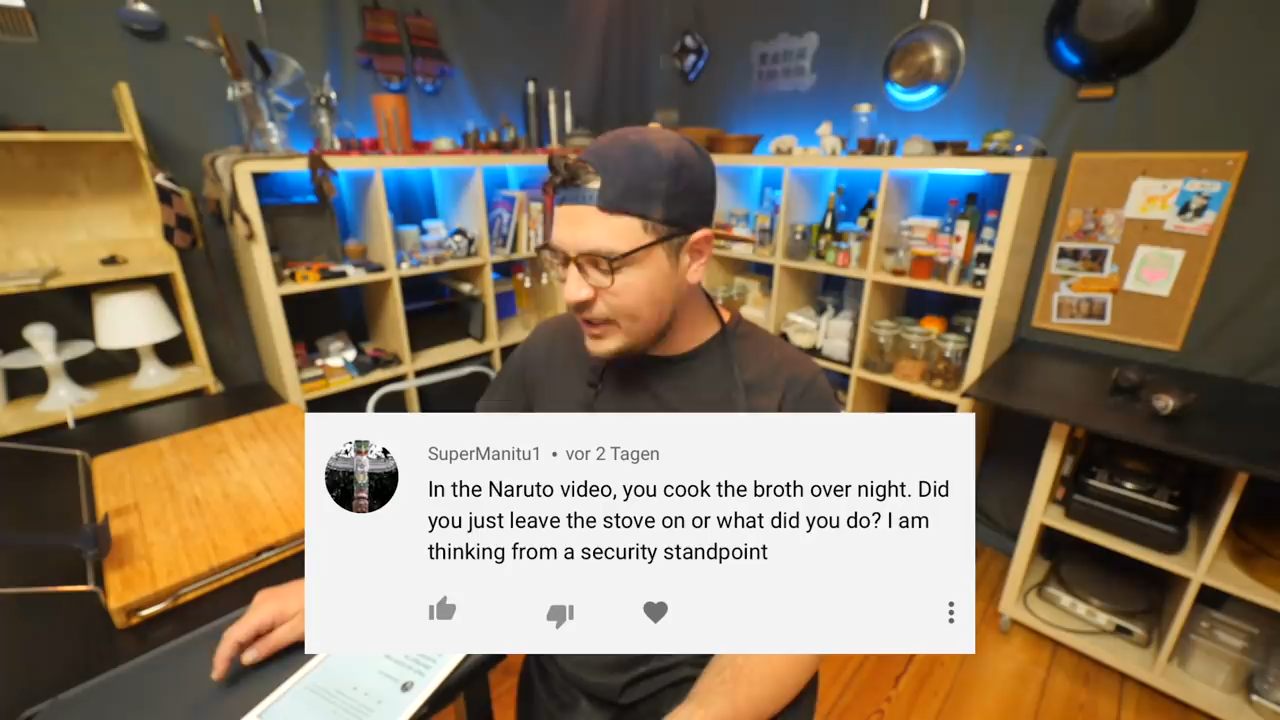 SuperManitu1 • vor 2 Tagen
In the Naruto video, you cook the broth over night. Did
you just leave the stove on or what did you do? I am
thinking from a security standpoint